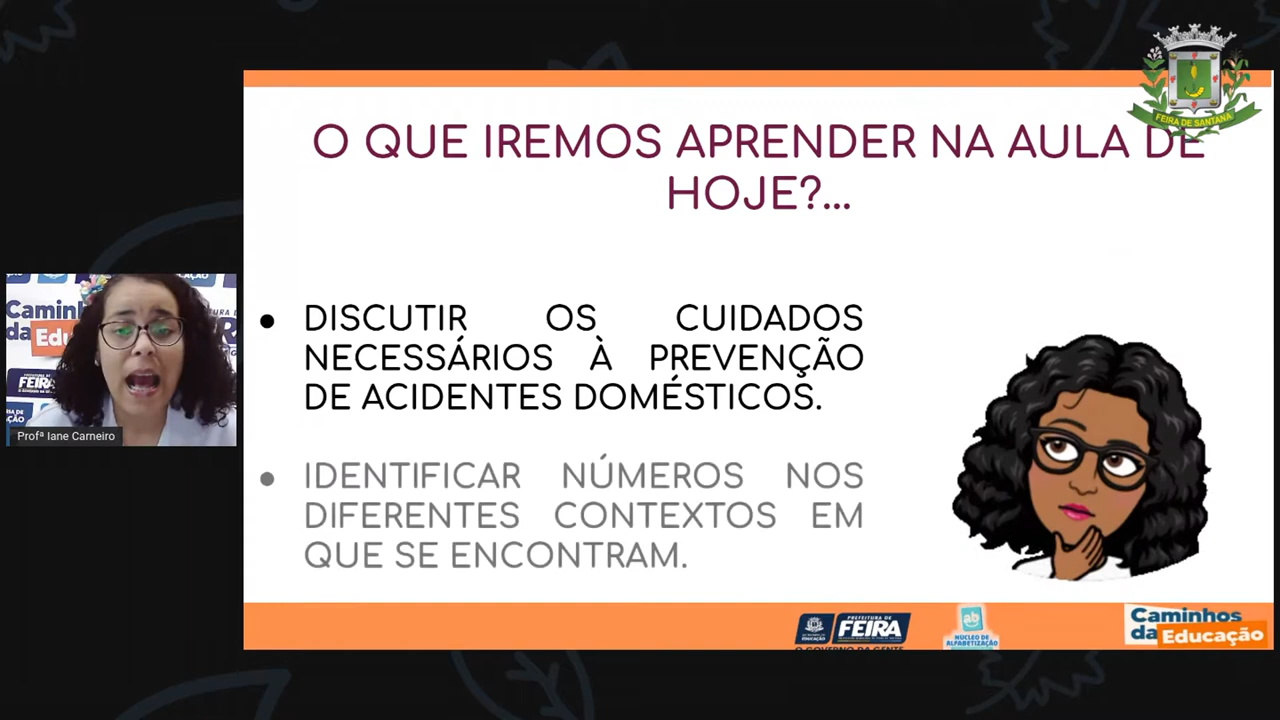 FEIRA DE SANTANA
O QUE IREMOS APRENDER NA AULA DE
HOJE?...
DISCUTIR OS CUIDADOS
NECESSÁRIOS À PREVENÇÃO
DE ACIDENTES DOMÉSTICOS.
IDENTIFICAR NÚMEROS NOS
DIFERENTES CONTEXTOS EM
QUE SE ENCONTRAM.
Profª Iane Carneiro
PREFEITURA DE
FEIRA
O GOVERNO DA GENTE
EDUCAÇÃO
ab
NÚCLEO DE
ALFABETIZAÇÃO
Caminhos
da Educação